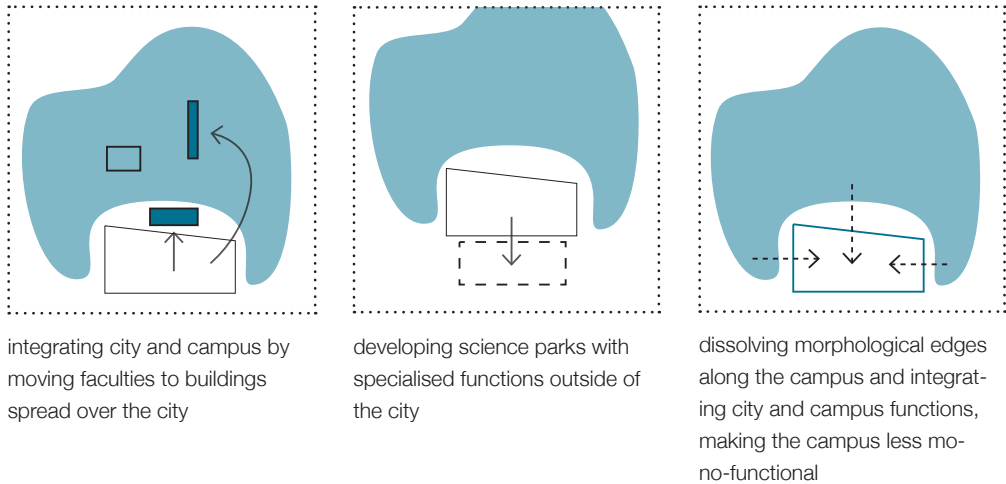 integrating city and campus by
moving faculties to buildings
spread over the city
developing science parks with
specialised functions outside of
the city
dissolving morphological edges
along the campus and integrat-
ing city and campus functions,
making the campus less mo-
no-functional